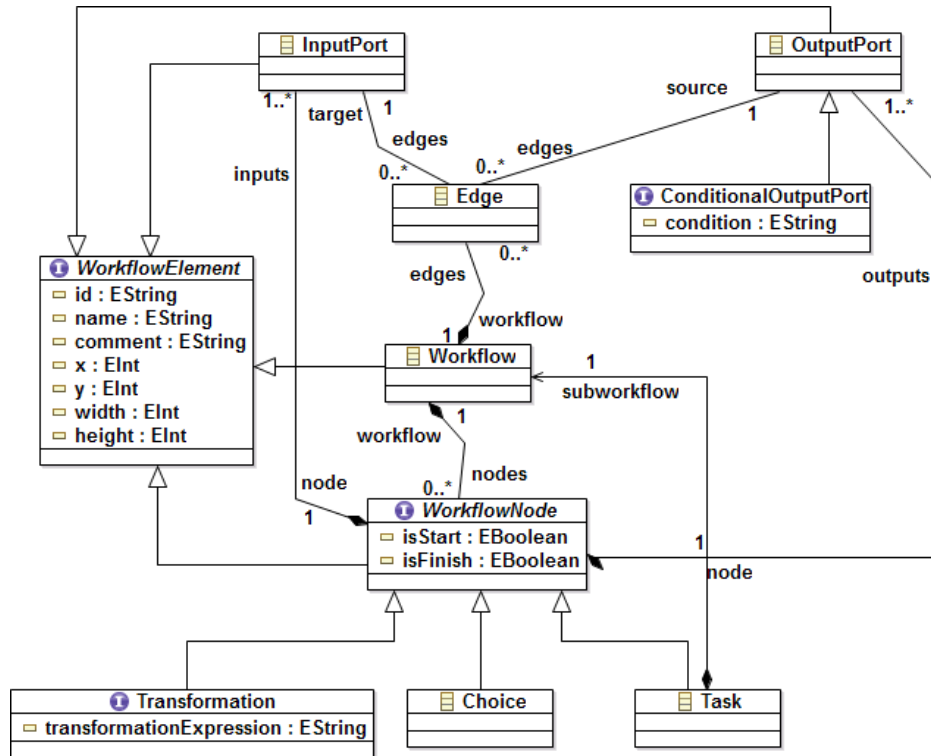 InputPort
OutputPort
1..*
target
1
source
1
1..*
edges
edges
inputs
0..*
0..*
Edge
ConditionalOutputPort
condition : EString
0..*
WorkflowElement
id : EString
name : EString
comment : EString
x : EInt
y : EInt
width : EInt
height : EInt
edges
outputs
workflow
1
Workflow
1
subworkflow
1
workflow
nodes
node
0..*
1
WorkflowNode
isStart : EBoolean
isFinish : EBoolean
1
node
Transformation
transformationExpression : EString
Choice
Task